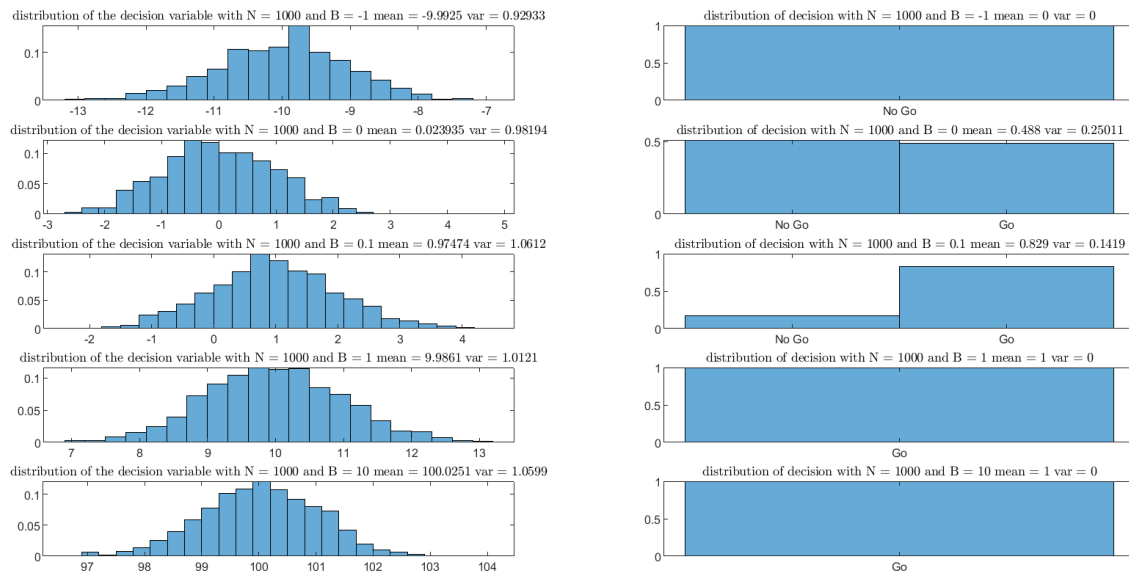 distribution of the decision variable with N = 1000 and B = -1 mean = -9.9925 var = 0.92933
0.1
0
-13 -12 -11 -10 -9 -8 -7
distribution of decision with N = 1000 and B = -1 mean = 0 var = 0
1
0.5
0
No Go
distribution of the decision variable with N = 1000 and B = 0 mean = 0.023935 var = 0.98194
0.1
0.05
0
-3 -2 -1 0 1 2 3 4 5
distribution of decision with N = 1000 and B = 0 mean = 0.488 var = 0.25011
0.5
0
No Go Go
distribution of the decision variable with N = 1000 and B = 0.1 mean = 0.97474 var = 1.0612
0.1
0.05
0
-2 -1 0 1 2 3 4
distribution of decision with N = 1000 and B = 0.1 mean = 0.829 var = 0.1419
1
0.5
0
No Go Go
distribution of the decision variable with N = 1000 and B = 1 mean = 9.9861 var = 1.0121
0.1
0.05
0
7 8 9 10 11 12 13
distribution of decision with N = 1000 and B = 1 mean = 1 var = 0
1
0.5
0
Go
distribution of the decision variable with N = 1000 and B = 10 mean = 100.0251 var = 1.0599
0.1
0.05
0
97 98 99 100 101 102 103 104
distribution of decision with N = 1000 and B = 10 mean = 1 var = 0
1
0.5
0
Go